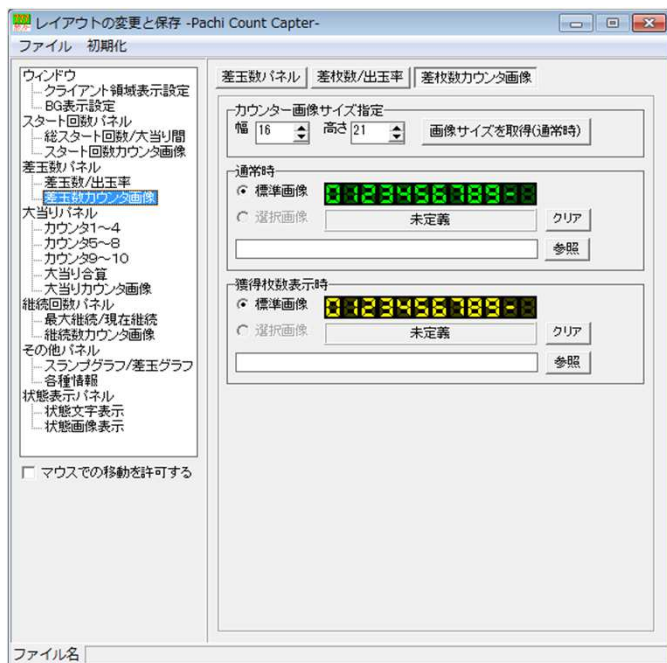 レイアウトの変更と保存 -Pachi Count Capter-
ファイル 初期化
ウィンドウ
クライアント領域表示設定
BG表示設定
スタート回数パネル
総スタート回数/大当り間
スタート回数カウンタ画像
差玉数パネル
差玉数/出玉率
差玉数カウンタ画像
大当りパネル
カウンタ1～4
カウンタ5～8
カウンタ9～10
大当り合算
大当りカウンタ画像
継続回数パネル
最大継続/現在継続
継続数カウンタ画像
その他パネル
スランプグラフ/差玉グラフ
各種情報
状態表示パネル
状態文字表示
状態画像表示
マウスでの移動を許可する
差玉数パネル 差枚数/出玉率 差枚数カウンタ画像
カウンター画像サイズ指定
幅 16 高さ 21 画像サイズを取得(通常時)
通常時
標準画像 0123456789-
選択画像 未定義 クリア
参照
獲得枚数表示時
標準画像 0123456789-
選択画像 未定義 クリア
参照
ファイル名